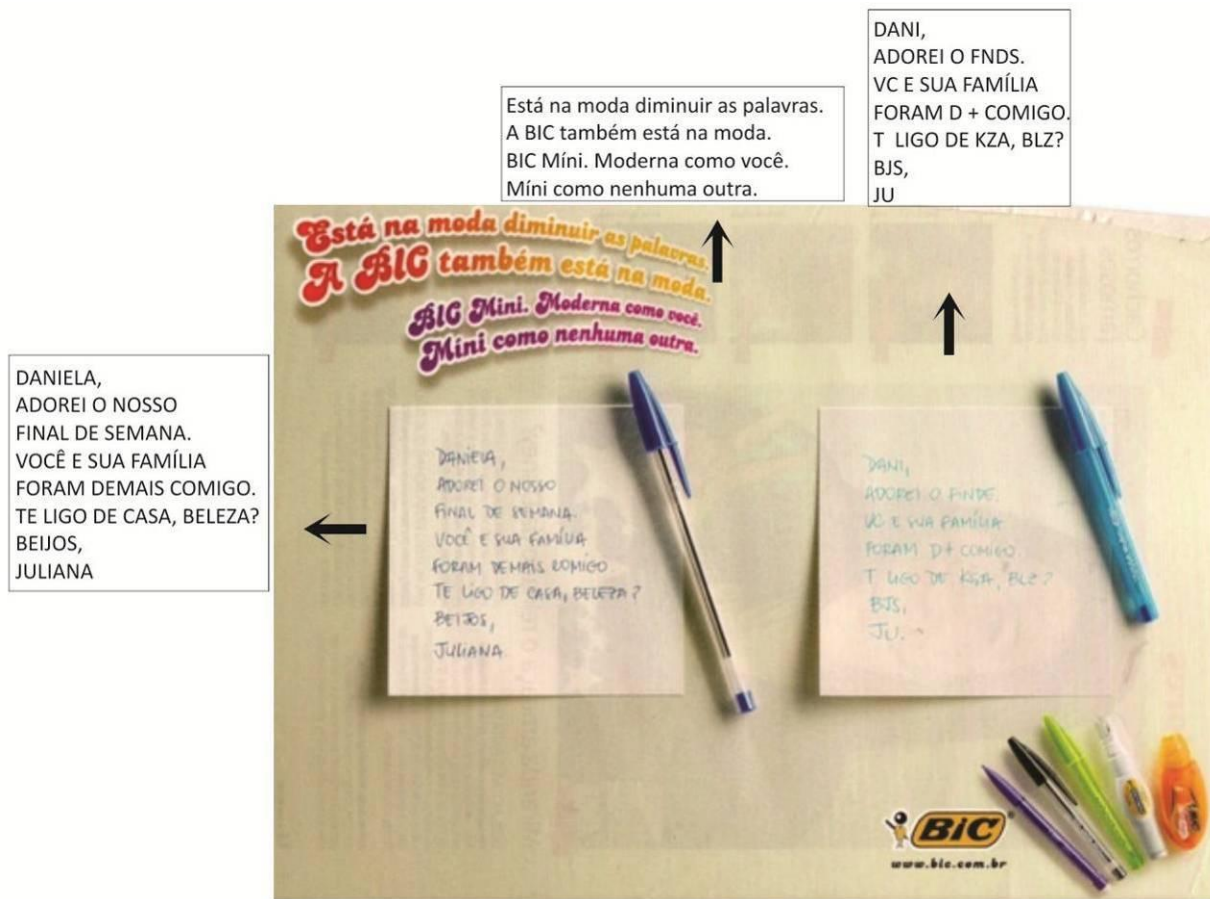 DANI,
ADOREI O FNDS.
VC E SUA FAMÍLIA
FORAM D + COMIGO.
T LIGO DE KZA, BLZ?
BJS,
JU
Está na moda diminuir as palavras.
A BIC também está na moda.
BIC Míni. Moderna como você.
Míni como nenhuma outra.
Está na moda diminuir as palavras.
A BIC também está na moda.
BIC Mini. Moderna como você.
Mini como nenhuma outra.
DANIELA,
ADOREI O NOSSO
FINAL DE SEMANA.
VOCÊ E SUA FAMÍLIA
FORAM DEMAIS COMIGO.
TE LIGO DE CASA, BELEZA?
BEIJOS,
JULIANA
DANIELA,
ADOREI O NOSSO
FINAL DE SEMANA.
VOCÊ E SUA FAMÍLIA
FORAM DEMAIS COMIGO
TE LIGO DE CASA, BELEZA?
BEIJOS,
JULIANA
DANI,
ADOREI O FINDE.
VC E SUA FAMÍLIA
FORAM D+ COMIGO.
T LIGO DE KSA, BLZ?
BJS,
JU.
BIC
www.bic.com.br
BIC